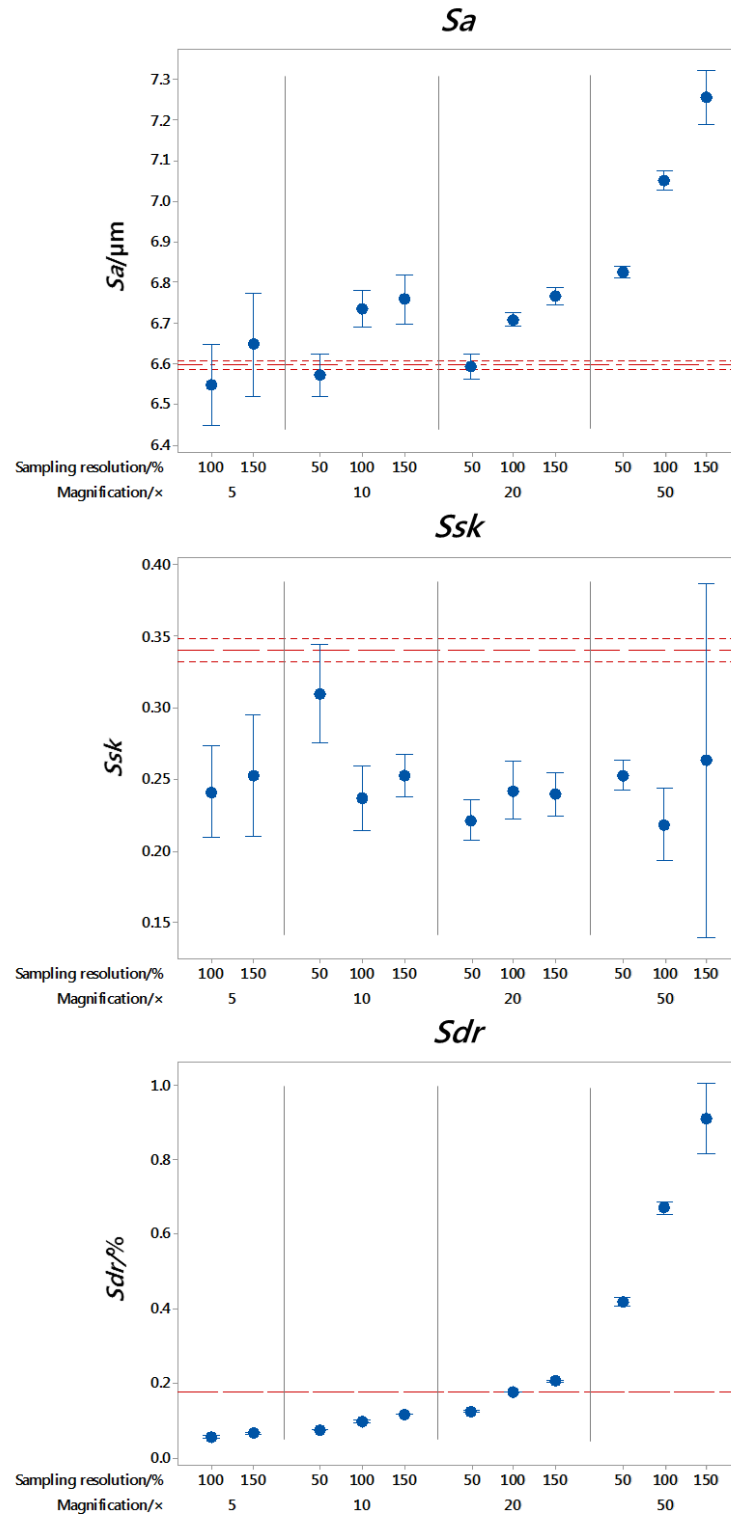 Sa
7.3
7.2
7.1
7.0
6.9
6.8
6.7
6.6
6.5
6.4
Sa/μm
Sampling resolution/% 100 150 50 100 150 50 100 150 50 100 150
Magnification/× 5 10 20 50
Ssk
0.40
0.35
0.30
0.25
0.20
0.15
Ssk
Sampling resolution/% 100 150 50 100 150 50 100 150 50 100 150
Magnification/× 5 10 20 50
Sdr
1.0
0.8
0.6
0.4
0.2
0.0
Sdr/%
Sampling resolution/% 100 150 50 100 150 50 100 150 50 100 150
Magnification/× 5 10 20 50